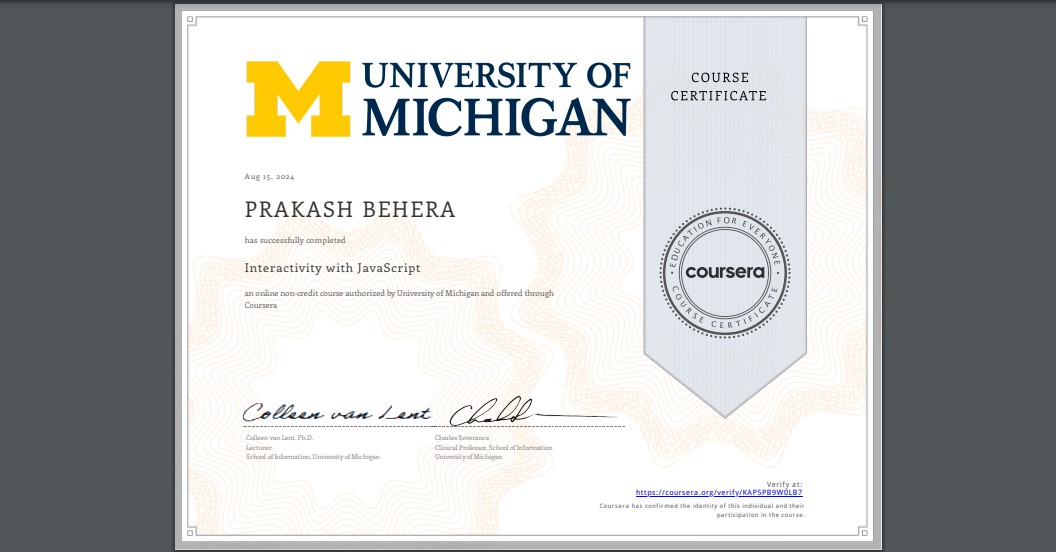 UNIVERSITY OF
MICHIGAN
COURSE
CERTIFICATE
Aug 15, 2024
PRAKASH BEHERA
has successfully completed
Interactivity with JavaScript
an online non-credit course authorized by University of Michigan and offered through
Coursera
EDUCATION FOR EVERYONE
coursera
COURSE CERTIFICATE
Colleen van Lent
Colleen van Lent, Ph.D.
Lecturer
School of Information, University of Michigan
Charles Severance
Clinical Professor, School of Information
University of Michigan
Verify at:
https://coursera.org/verify/KAP5PB9W0LB7
Coursera has confirmed the identity of this individual and their
participation in the course.